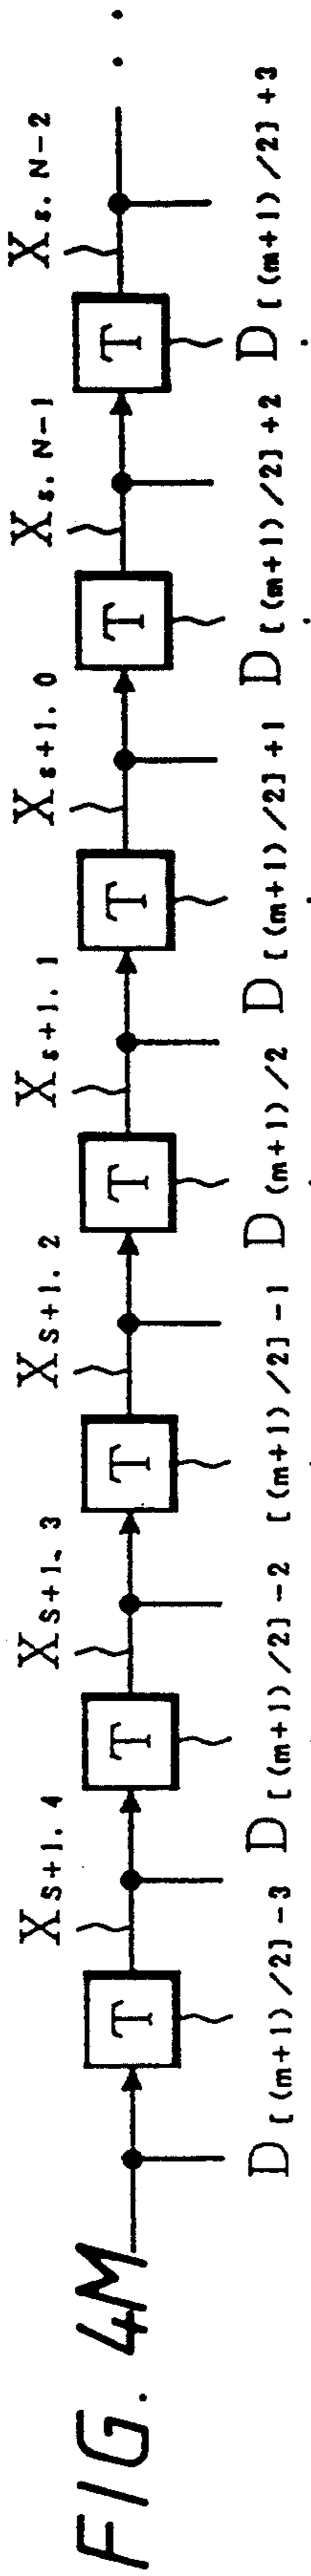 FIG. 4M
X S+1. 4 X S+1. 3 X S+1. 2 X s+1. 1 X s+1. 0 X s. N-1 X s. N-2
T T T T T T T
D [(m+1)/2]-3 D [(m+1)/2]-2 [(m+1)/2]-1 D (m+1)/2 D [(m+1)/2]+1 D [(m+1)/2]+2 D [(m+1)/2]+3